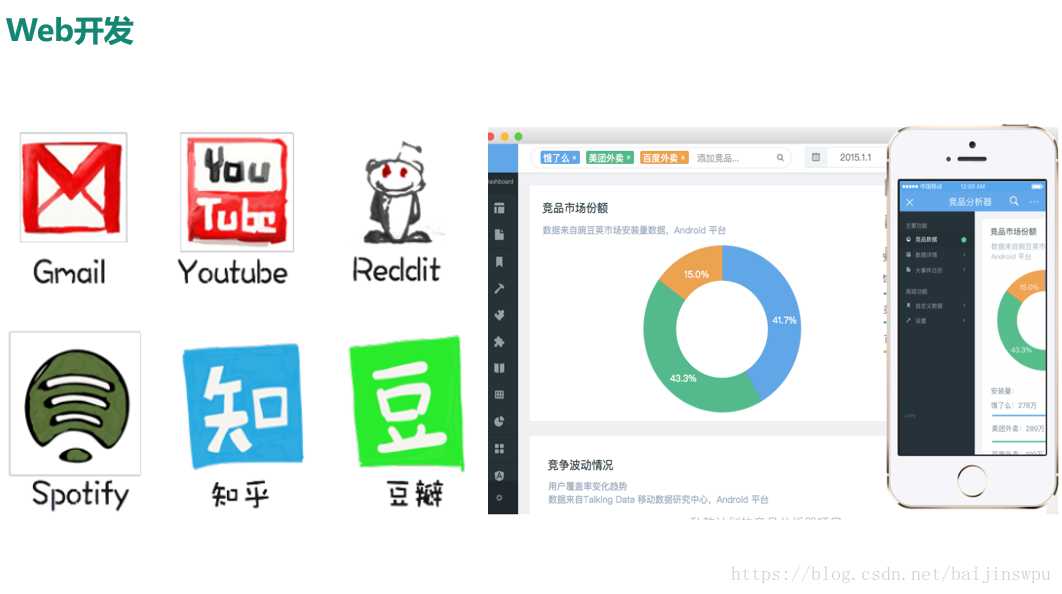 Web开发
You
Tube
Gmail
Youtube
Reddit
知
豆
Spotify
知乎
豆瓣
饿了么 ×
美团外卖 ×
百度外卖 ×
添加竞品...
2015.1.1
竞品市场份额
数据来自豌豆荚市场安装量数据，Android 平台
15.0%
41.7%
43.3%
竞争波动情况
用户覆盖率变化趋势
数据来自Talking Data 移动数据研究中心，Android 平台
中国移动
12:00 AM
竞品分析器
主要功能
竞品数据
数据详情
大事件日历
高级功能
自定义数据
设置
竞品市场份额
数据来自豌豆荚市
Android 平台
15.0%
43.3%
安装量:
饿了么: 278万
美团外卖: 289万
https://blog.csdn.net/baijinswpu